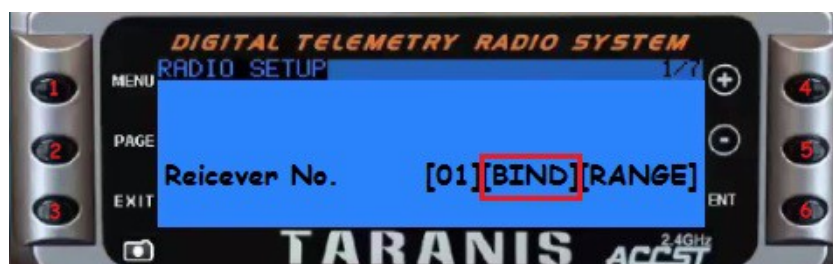 DIGITAL TELEMETRY RADIO SYSTEM
RADIO SETUP 1/7
1 MENU + 4
2 PAGE - 5
Reicever No. [01][BIND][RANGE]
3 EXIT ENT 6
TARANIS ACCST 2.4GHz